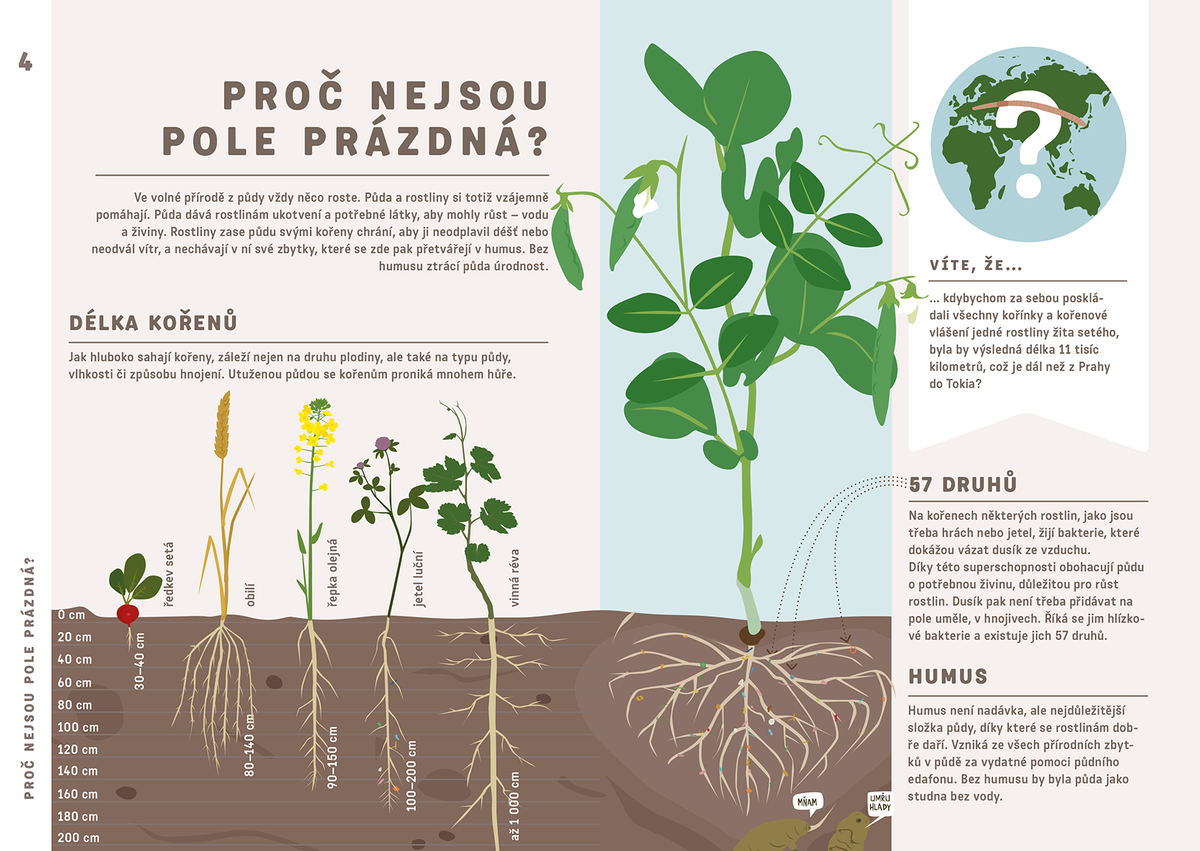 4
PROČ NEJSOU
POLE PRÁZDNÁ?
Ve volné přírodě z půdy vždy něco roste. Půda a rostliny si totiž vzájemně
pomáhají. Půda dává rostlinám ukotvení a potřebné látky, aby mohly růst – vodu
a živiny. Rostliny zase půdu svými kořeny chrání, aby ji neodplavil déšť nebo
neodvál vítr, a nechávají v ní své zbytky, které se zde pak přetvářejí v humus. Bez
humusu ztrácí půda úrodnost.
DÉLKA KOŘENŮ
Jak hluboko sahají kořeny, záleží nejen na druhu plodiny, ale také na typu půdy,
vlhkosti či způsobu hnojení. Utuženou půdou se kořenům proniká mnohem hůře.
ředkev setá
obilí
řepka olejná
jetel luční
vinná réva
0 cm
20 cm
40 cm
60 cm
80 cm
100 cm
120 cm
140 cm
160 cm
180 cm
200 cm
30–40 cm
80–140 cm
90–150 cm
100–200 cm
až 1 000 cm
PROČ NEJSOU POLE PRÁZDNÁ?
MŇAM
UMŘU
HLADY
?
VÍTE, ŽE...
... kdybychom za sebou posklá-
dali všechny kořínky a kořenové
vlášení jedné rostliny žita setého,
byla by výsledná délka 11 tisíc
kilometrů, což je dál než z Prahy
do Tokia?
57 DRUHŮ
Na kořenech některých rostlin, jako jsou
třeba hrách nebo jetel, žijí bakterie, které
dokážou vázat dusík ze vzduchu.
Díky této superschopnosti obohacují půdu
o potřebnou živinu, důležitou pro růst
rostlin. Dusík pak není třeba přidávat na
pole uměle, v hnojivech. Říká se jim hlízko-
vé bakterie a existuje jich 57 druhů.
HUMUS
Humus není nadávka, ale nejdůležitější
složka půdy, díky které se rostlinám dob-
ře daří. Vzniká ze všech přírodních zbyt-
ků v půdě za vydatné pomoci půdního
edafonu. Bez humusu by byla půda jako
studna bez vody.